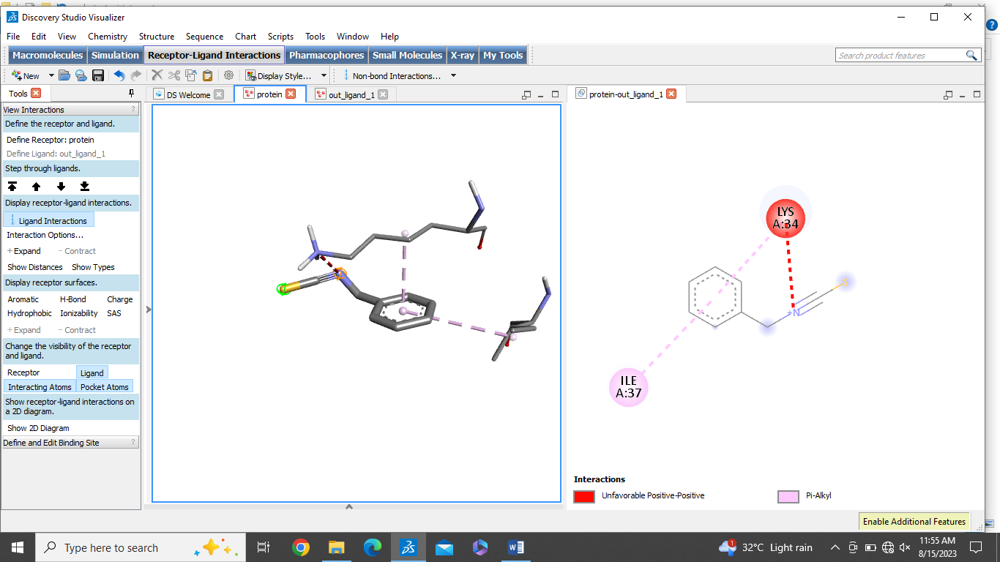 Discovery Studio Visualizer
File Edit View Chemistry Structure Sequence Chart Scripts Tools Window Help
Macromolecules Simulation Receptor-Ligand Interactions Pharmacophores Small Molecules X-ray My Tools
Search product features
New Display Style... Non-bond Interactions...
Tools
DS Welcome protein out_ligand_1
protein-out_ligand_1
View Interactions ?
Define the receptor and ligand.
Define Receptor: protein
Define Ligand: out_ligand_1
Step through ligands.
Display receptor-ligand interactions.
Ligand Interactions
Interaction Options...
+ Expand - Contract
Show Distances Show Types
Display receptor surfaces.
Aromatic H-Bond Charge
Hydrophobic Ionizability SAS
+ Expand - Contract
Change the visibility of the receptor
and ligand.
Receptor Ligand
Interacting Atoms Pocket Atoms
Show receptor-ligand interactions on
a 2D diagram.
Show 2D Diagram
Define and Edit Binding Site ?
LYS
A:34
S
+N
ILE
A:37
Interactions
Unfavorable Positive-Positive
Pi-Alkyl
Enable Additional Features
Type here to search
1
32°C Light rain
11:55 AM
8/15/2023